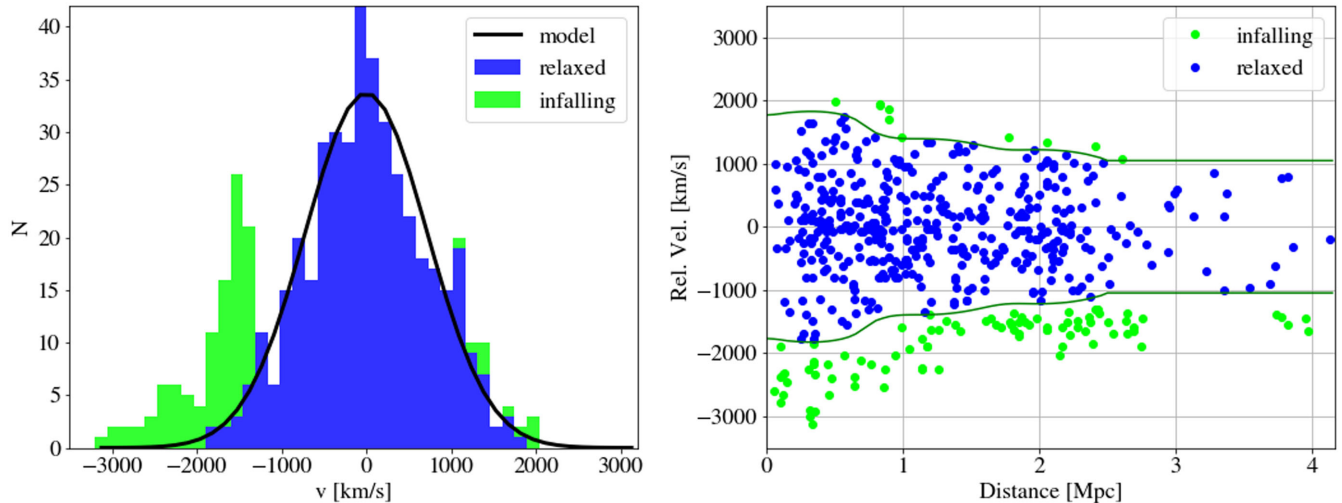 40
35
30
25
20
15
10
5
0
N
−3000 −2000 −1000 0 1000 2000 3000
v [km/s]
model
relaxed
infalling
3000
2000
1000
0
−1000
−2000
−3000
Rel. Vel. [km/s]
0 1 2 3 4
Distance [Mpc]
infalling
relaxed